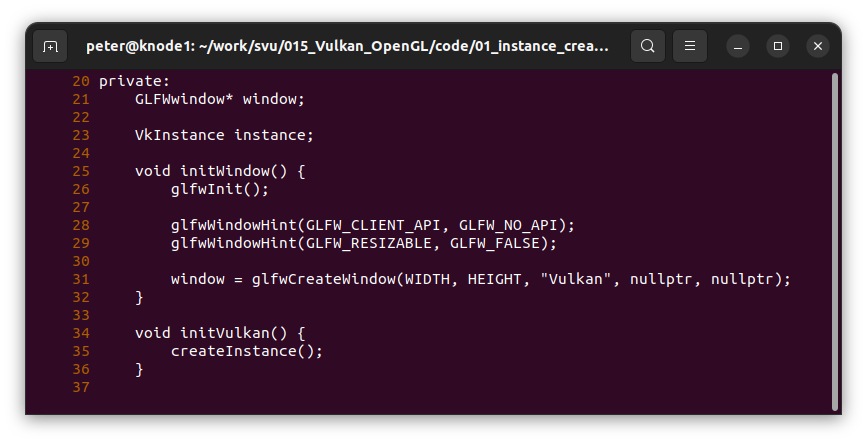 peter@knode1: ~/work/svu/015_Vulkan_OpenGL/code/01_instance_crea...
20 private:
21     GLFWwindow* window;
22
23     VkInstance instance;
24
25     void initWindow() {
26         glfwInit();
27
28         glfwWindowHint(GLFW_CLIENT_API, GLFW_NO_API);
29         glfwWindowHint(GLFW_RESIZABLE, GLFW_FALSE);
30
31         window = glfwCreateWindow(WIDTH, HEIGHT, "Vulkan", nullptr, nullptr);
32     }
33
34     void initVulkan() {
35         createInstance();
36     }
37